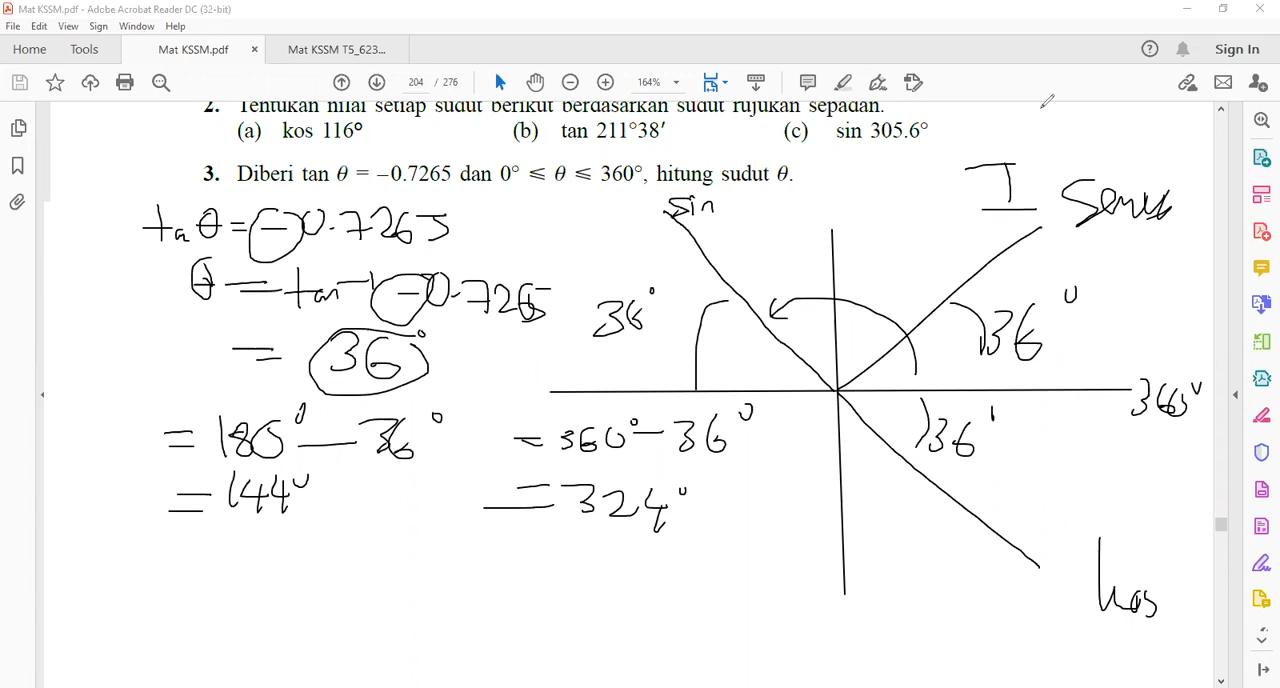 Mat KSSM.pdf - Adobe Acrobat Reader DC (32-bit)
File Edit View Sign Window Help
Home Tools Mat KSSM.pdf × Mat KSSM T5_623... Sign In
204 / 276 164%
2. Tentukan nilai setiap sudut berikut berdasarkan sudut rujukan sepadan.
(a) kos 116° (b) tan 211°38′ (c) sin 305.6°
3. Diberi tan θ = −0.7265 dan 0° ⩽ θ ⩽ 360°, hitung sudut θ.
I
sin
Semua
tan θ = −0.7265
θ = tan⁻¹ −0.7265
36°
36°
= 36°
360°
= 180° − 36°
= 360° − 36°
36°
= 144°
= 324°
kos